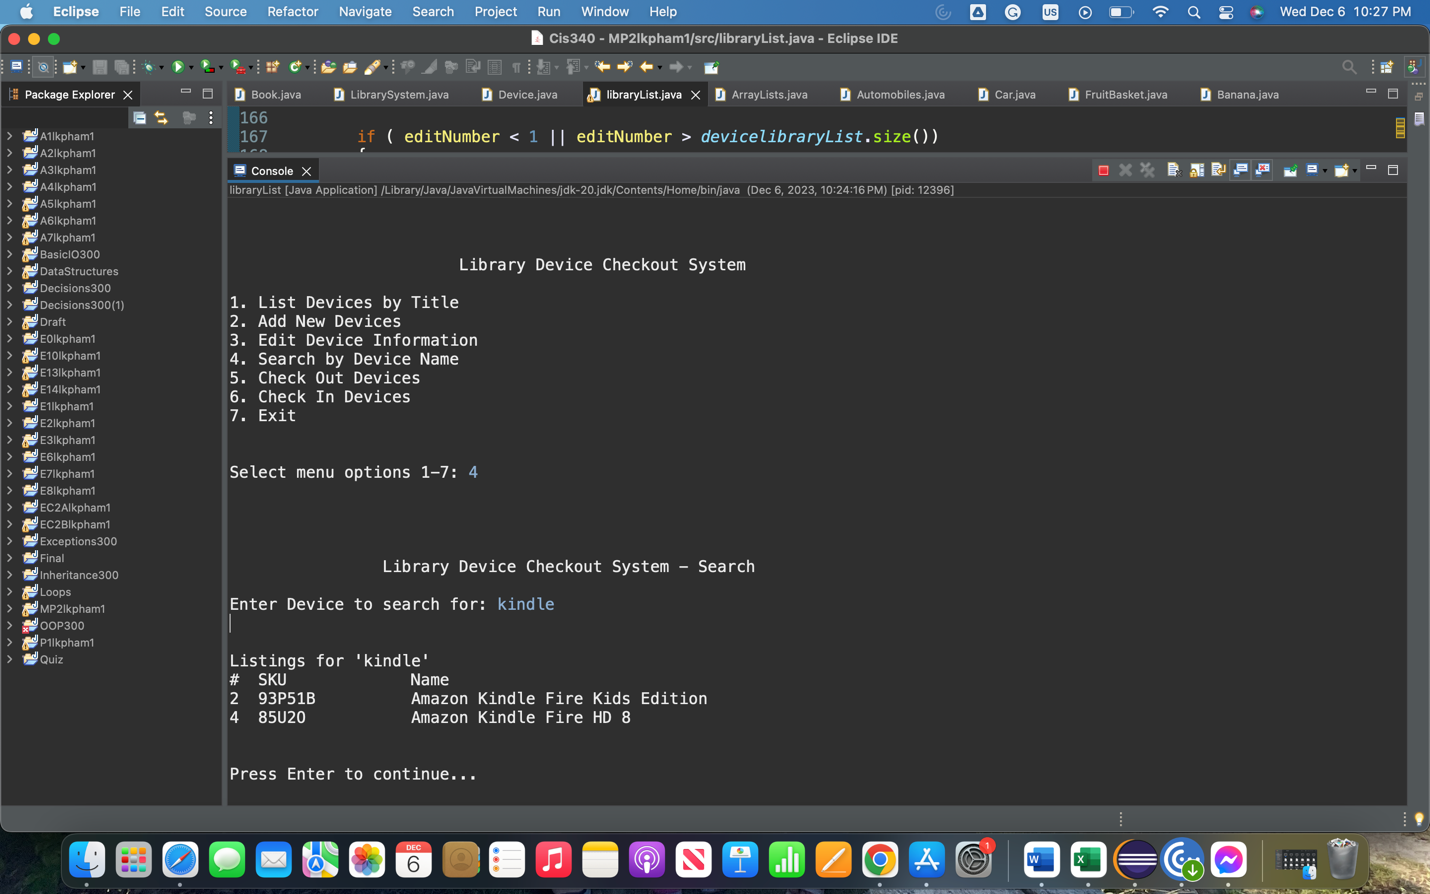 Eclipse File Edit Source Refactor Navigate Search Project Run Window Help US Wed Dec 6 10:27 PM
Cis340 - MP2lkpham1/src/libraryList.java - Eclipse IDE
Package Explorer
Book.java LibrarySystem.java Device.java libraryList.java ArrayLists.java Automobiles.java Car.java FruitBasket.java Banana.java
166
167 if ( editNumber < 1 || editNumber > devicelibraryList.size())
A1lkpham1
A2lkpham1
A3lkpham1
A4lkpham1
A5lkpham1
A6lkpham1
A7lkpham1
BasicIO300
DataStructures
Decisions300
Decisions300(1)
Draft
E0lkpham1
E10lkpham1
E13lkpham1
E14lkpham1
E1lkpham1
E2lkpham1
E3lkpham1
E6lkpham1
E7lkpham1
E8lkpham1
EC2Alkpham1
EC2Blkpham1
Exceptions300
Final
Inheritance300
Loops
MP2lkpham1
OOP300
P1lkpham1
Quiz
Console
libraryList [Java Application] /Library/Java/JavaVirtualMachines/jdk-20.jdk/Contents/Home/bin/java (Dec 6, 2023, 10:24:16 PM) [pid: 12396]
Library Device Checkout System
1. List Devices by Title
2. Add New Devices
3. Edit Device Information
4. Search by Device Name
5. Check Out Devices
6. Check In Devices
7. Exit
Select menu options 1-7: 4
Library Device Checkout System - Search
Enter Device to search for: kindle
Listings for 'kindle'
# SKU Name
2 93P51B Amazon Kindle Fire Kids Edition
4 85U2O Amazon Kindle Fire HD 8
Press Enter to continue...
DEC
6
1